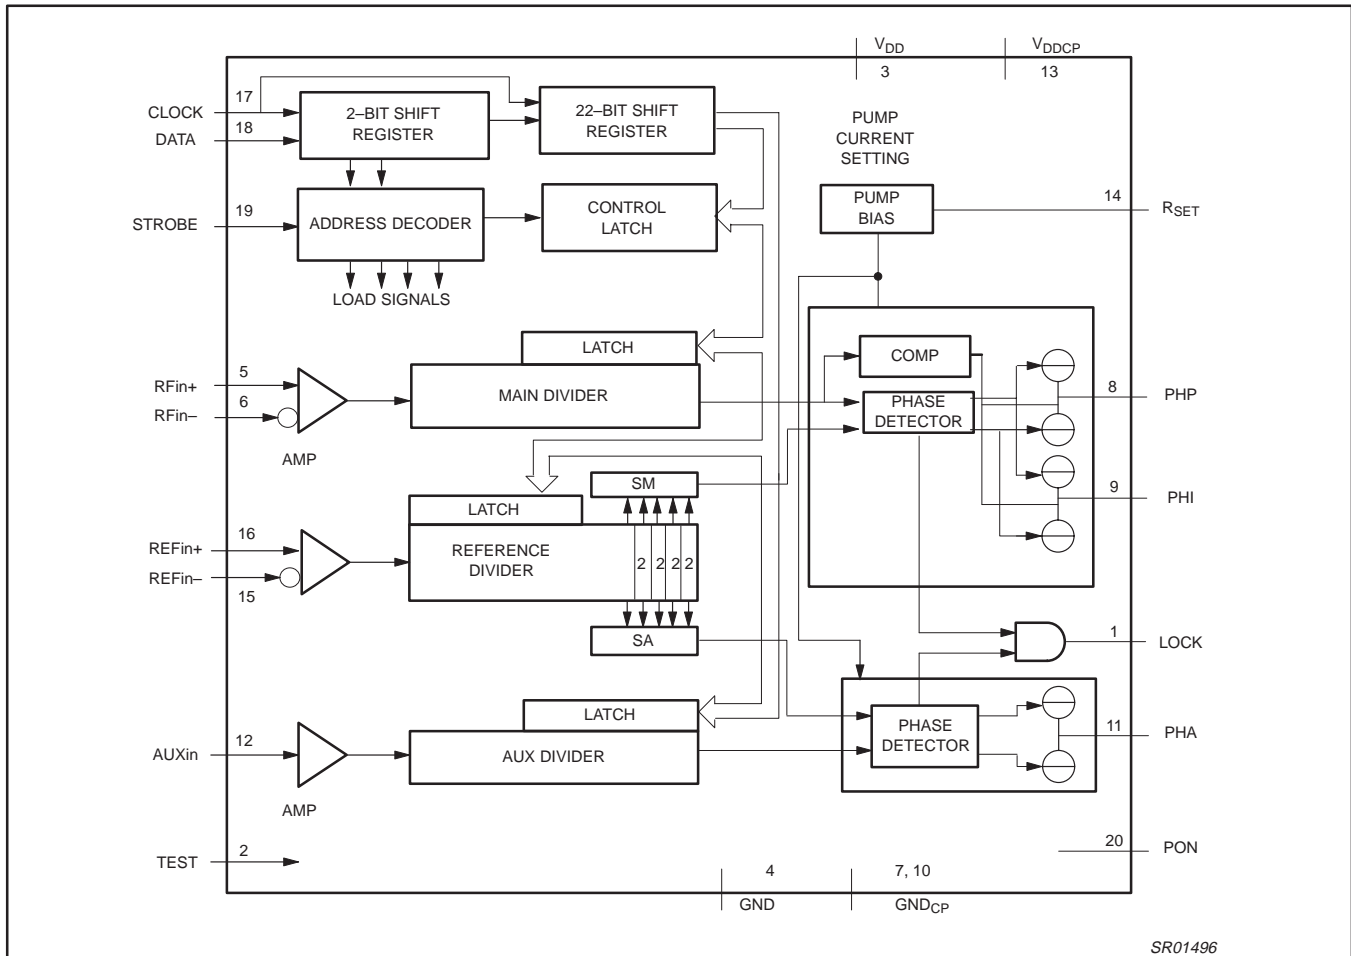 V_DD
V_DDCP
3
13
17
CLOCK
18
DATA
2–BIT SHIFT
REGISTER
22–BIT SHIFT
REGISTER
PUMP
CURRENT
SETTING
19
STROBE
ADDRESS DECODER
CONTROL
LATCH
PUMP
BIAS
14
R_SET
LOAD SIGNALS
LATCH
COMP
5
RFin+
6
RFin–
MAIN DIVIDER
PHASE
DETECTOR
8
PHP
AMP
SM
9
PHI
LATCH
16
REFin+
REFin–
15
REFERENCE
DIVIDER
2 2 2 2
SA
1
LOCK
LATCH
12
AUXin
AUX DIVIDER
PHASE
DETECTOR
11
PHA
AMP
2
TEST
20
PON
4
7, 10
GND
GND_CP
SR01496